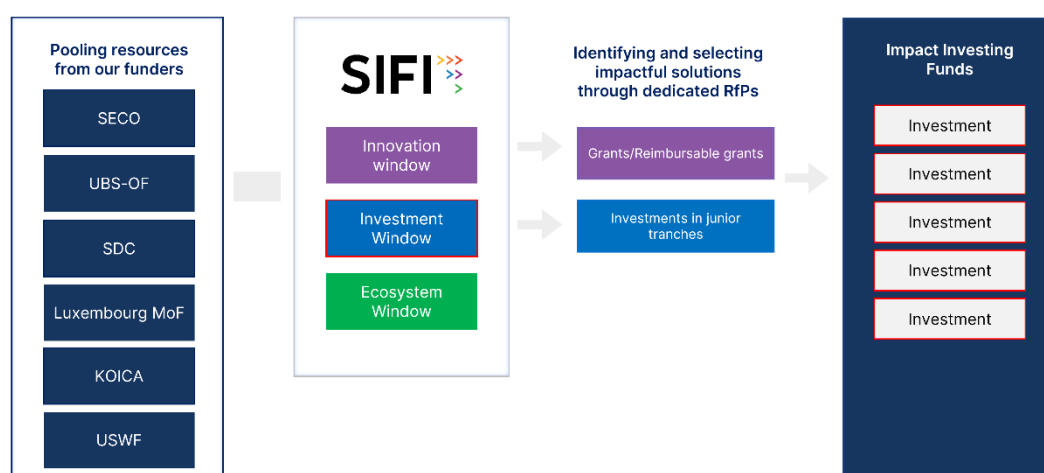 Pooling resources
from our funders
SECO
UBS-OF
SDC
Luxembourg MoF
KOICA
USWF
SIFI
Innovation
window
Investment
Window
Ecosystem
Window
Identifying and selecting
impactful solutions
through dedicated RfPs
Grants/Reimbursable grants
Investments in junior
tranches
Impact Investing
Funds
Investment
Investment
Investment
Investment
Investment